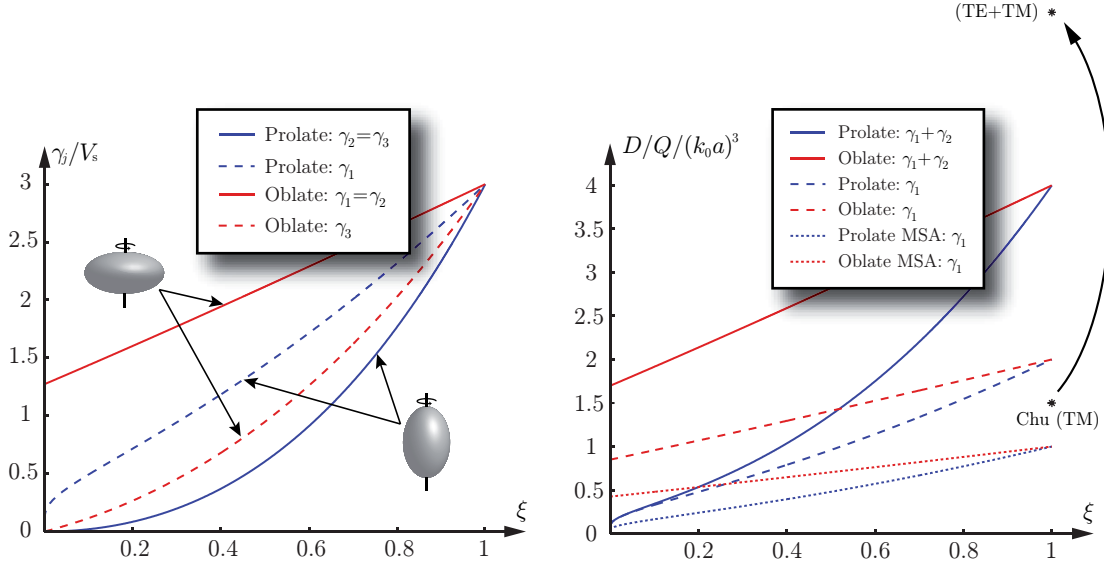 γⱼ/Vₛ
Prolate: γ₂=γ₃
Prolate: γ₁
Oblate: γ₁=γ₂
Oblate: γ₃
3
2.5
2
1.5
1
0.5
0
0.2
0.4
0.6
0.8
1
ξ
(TE+TM)
D/Q/(k₀a)³
Prolate: γ₁+γ₂
Oblate: γ₁+γ₂
Prolate: γ₁
Oblate: γ₁
Prolate MSA: γ₁
Oblate MSA: γ₁
4
3.5
3
2.5
2
1.5
1
0.5
0
Chu (TM)
0.2
0.4
0.6
0.8
1
ξ